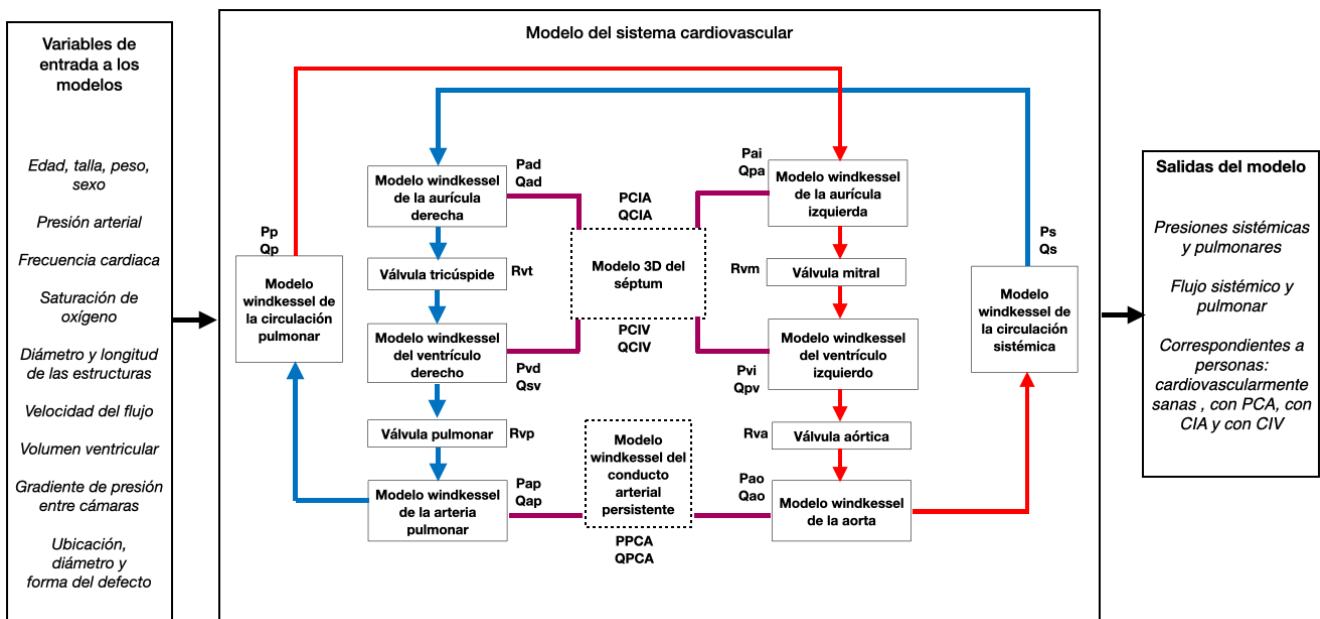 Variables de
entrada a los
modelos
Edad, talla, peso,
sexo
Presión arterial
Frecuencia cardiaca
Saturación de
oxígeno
Diámetro y longitud
de las estructuras
Velocidad del flujo
Volumen ventricular
Gradiente de presión
entre cámaras
Ubicación,
diámetro y
forma del defecto
Modelo del sistema cardiovascular
Pp
Qp
Modelo
windkessel de
la circulación
pulmonar
Modelo windkessel
de la aurícula
derecha
Pad
Qad
Válvula tricúspide
Rvt
Modelo windkessel
del ventrículo
derecho
Pvd
Qsv
Válvula pulmonar
Rvp
Modelo windkessel
de la arteria
pulmonar
Pap
Qap
PCIA
QCIA
Modelo 3D del
séptum
PCIV
QCIV
Modelo
windkessel del
conducto
arterial
persistente
PPCA
QPCA
Pai
Qpa
Modelo windkessel
de la aurícula
izquierda
Rvm
Válvula mitral
Pvi
Qpv
Modelo windkessel
del ventrículo
izquierdo
Rva
Válvula aórtica
Pao
Qao
Modelo windkessel
de la aorta
Ps
Qs
Modelo
windkessel de
la circulación
sistémica
Salidas del modelo
Presiones sistémicas
y pulmonares
Flujo sistémico y
pulmonar
Correspondientes a
personas:
cardiovascularmente
sanas , con PCA, con
CIA y con CIV